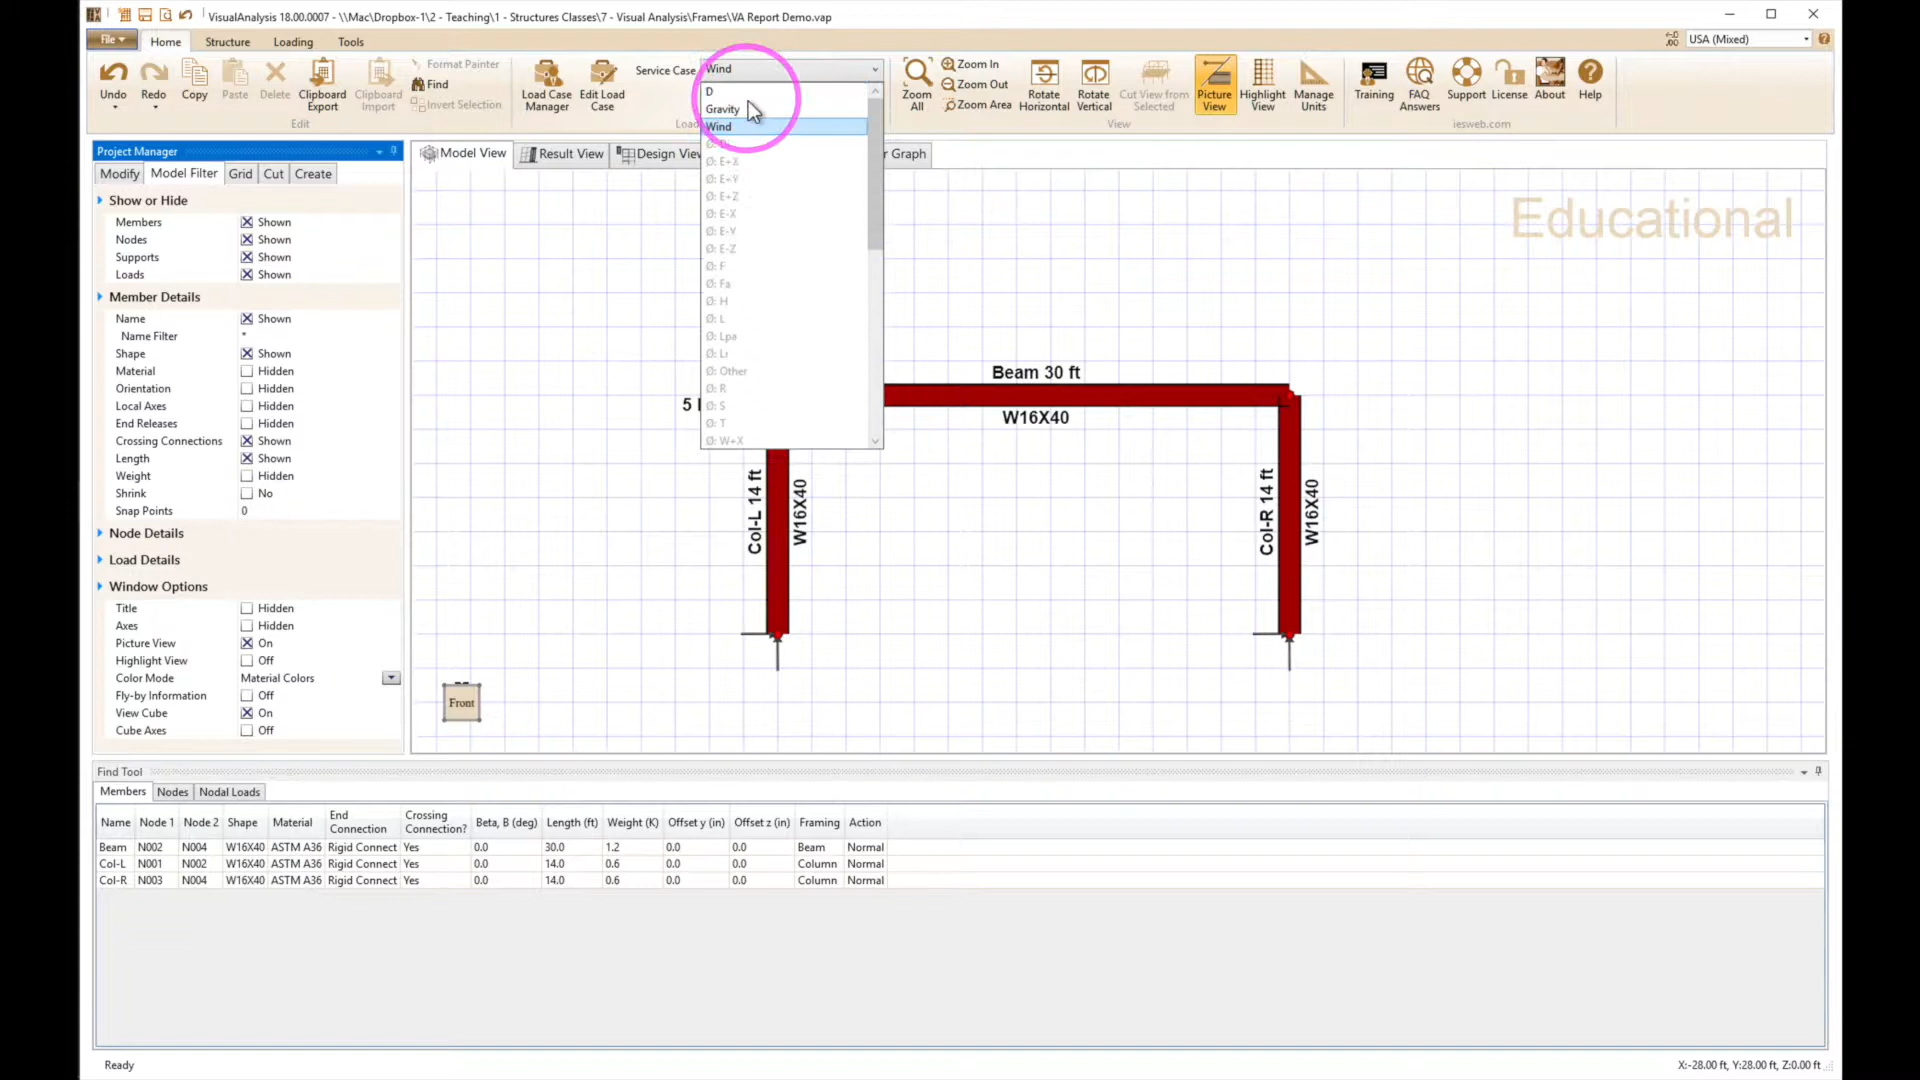 VisualAnalysis 18.00.0007 - \\Mac\Dropbox-1\2 - Teaching\1 - Structures Classes\7 - Visual Analysis\Frames\VA Report Demo.vap
File Home Structure Loading Tools
USA (Mixed)
Undo
Redo
Copy
Paste
Delete
Clipboard Export
Clipboard Import
Format Painter
Find
Invert Selection
Edit
Load Case Manager
Edit Load Case
Service Case
Wind
Zoom All
Zoom In
Zoom Out
Zoom Area
Rotate Horizontal
Rotate Vertical
Cut View from Selected
Picture View
Highlight View
Manage Units
View
Training
FAQ Answers
Support
License
About
Help
iesweb.com
D
Gravity
Wind
Ø: E+X
Ø: E+Y
Ø: E+Z
Ø: E-X
Ø: E-Y
Ø: E-Z
Ø: F
Ø: Fa
Ø: H
Ø: L
Ø: Lpa
Ø: Lr
Ø: Other
Ø: R
Ø: S
Ø: T
Ø: W+X
Project Manager
Modify Model Filter Grid Cut Create
Show or Hide
Members Shown
Nodes Shown
Supports Shown
Loads Shown
Member Details
Name Shown
Name Filter *
Shape Shown
Material Hidden
Orientation Hidden
Local Axes Hidden
End Releases Hidden
Crossing Connections Shown
Length Shown
Weight Hidden
Shrink No
Snap Points 0
Node Details
Load Details
Window Options
Title Hidden
Axes Hidden
Picture View On
Highlight View Off
Color Mode Material Colors
Fly-by Information Off
View Cube On
Cube Axes Off
Model View Result View Design View Graph
Educational
Beam 30 ft
W16X40
5
Col-L 14 ft
W16X40
Col-R 14 ft
W16X40
Front
Find Tool
Members Nodes Nodal Loads
Name Node 1 Node 2 Shape Material End Connection Crossing Connection? Beta, B (deg) Length (ft) Weight (K) Offset y (in) Offset z (in) Framing Action
Beam N002 N004 W16X40 ASTM A36 Rigid Connect Yes 0.0 30.0 1.2 0.0 0.0 Beam Normal
Col-L N001 N002 W16X40 ASTM A36 Rigid Connect Yes 0.0 14.0 0.6 0.0 0.0 Column Normal
Col-R N003 N004 W16X40 ASTM A36 Rigid Connect Yes 0.0 14.0 0.6 0.0 0.0 Column Normal
Ready
X:-28.00 ft, Y:28.00 ft, Z:0.00 ft